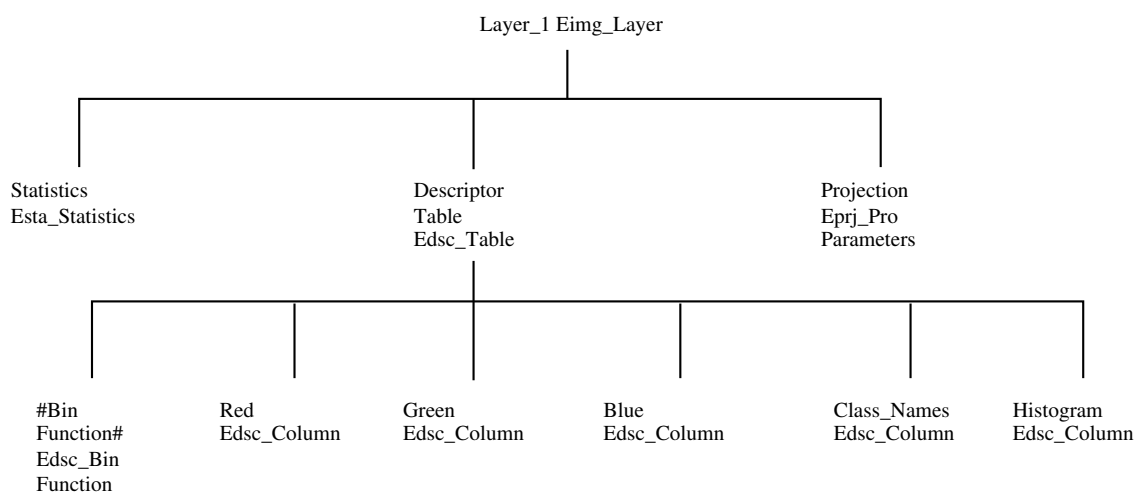 Layer_1 Eimg_Layer
Statistics
Esta_Statistics
Descriptor
Table
Edsc_Table
Projection
Eprj_Pro
Parameters
#Bin
Function#
Edsc_Bin
Function
Red
Edsc_Column
Green
Edsc_Column
Blue
Edsc_Column
Class_Names
Edsc_Column
Histogram
Edsc_Column